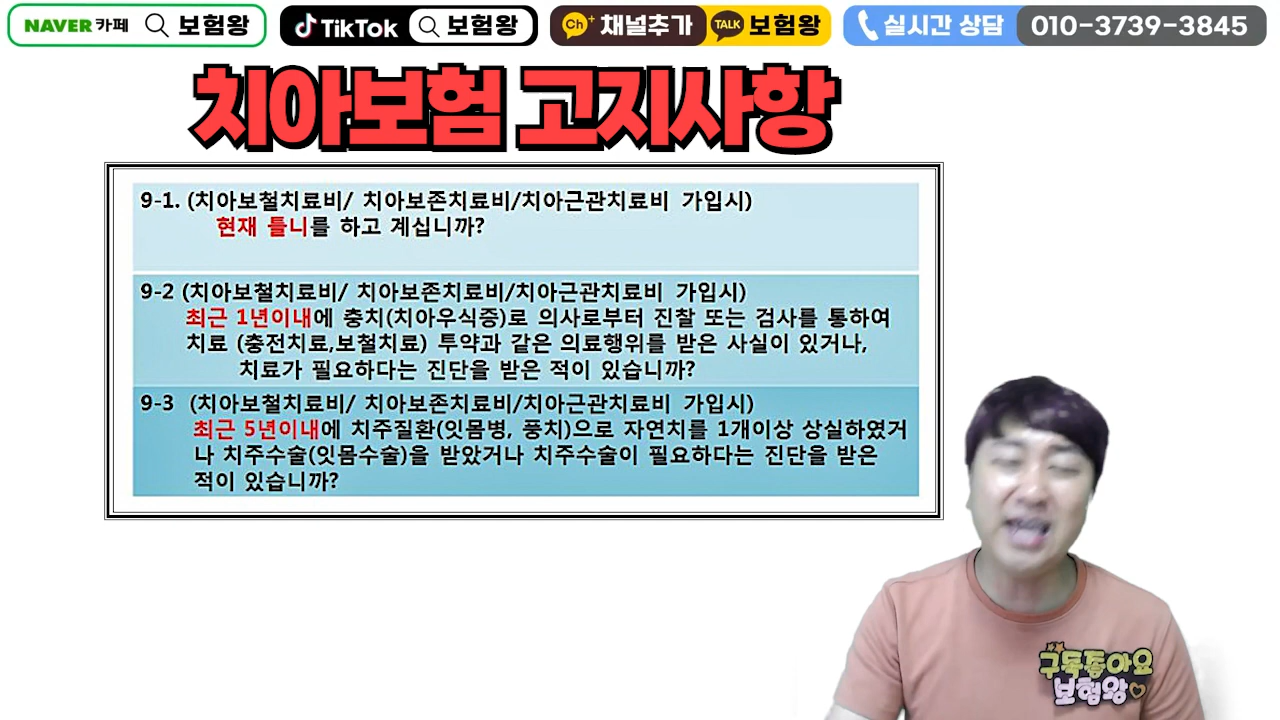 NAVER 카페 보험왕 TikTok 보험왕 Ch+ 채널추가 TALK 보험왕 실시간 상담 010-3739-3845
치아보험 고지사항
9-1. (치아보철치료비/ 치아보존치료비/치아근관치료비 가입시)
현재 틀니를 하고 계십니까?
9-2 (치아보철치료비/ 치아보존치료비/치아근관치료비 가입시)
최근 1년이내에 충치(치아우식증)로 의사로부터 진찰 또는 검사를 통하여
치료 (충전치료,보철치료) 투약과 같은 의료행위를 받은 사실이 있거나,
치료가 필요하다는 진단을 받은 적이 있습니까?
9-3 (치아보철치료비/ 치아보존치료비/치아근관치료비 가입시)
최근 5년이내에 치주질환(잇몸병, 풍치)으로 자연치를 1개이상 상실하였거
나 치주수술(잇몸수술)을 받았거나 치주수술이 필요하다는 진단을 받은
적이 있습니까?
구독좋아요
보험왕